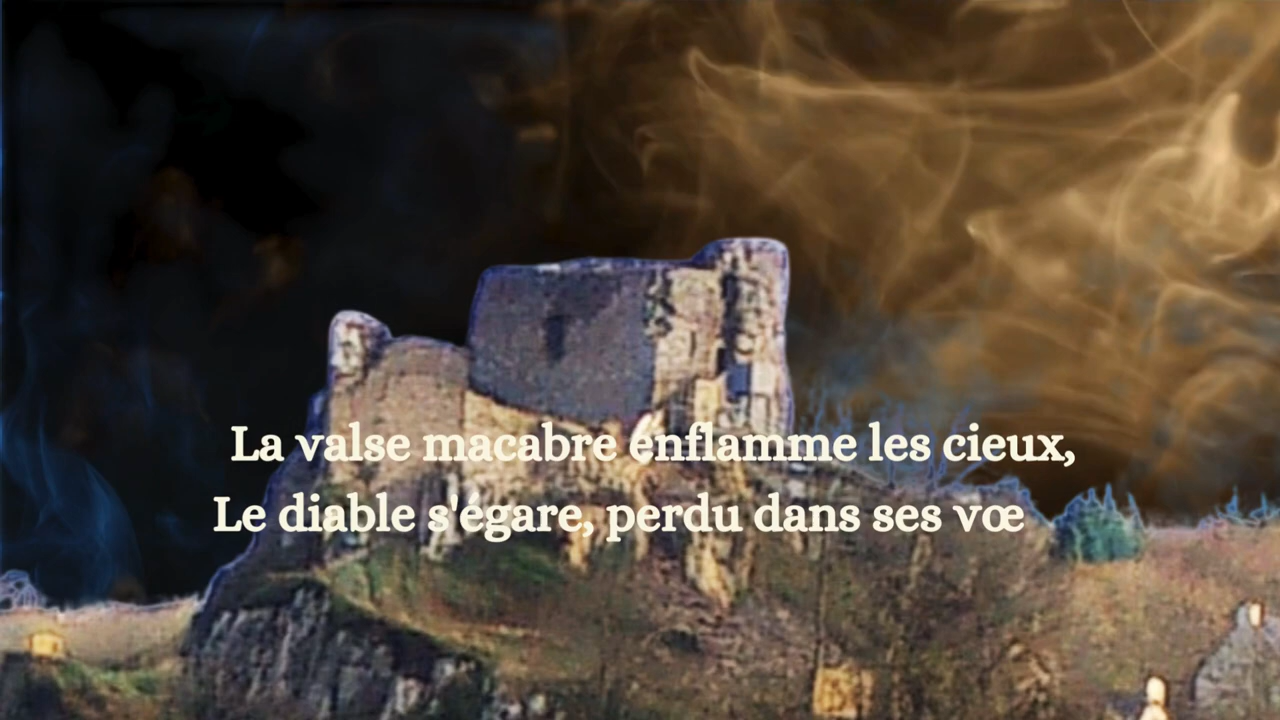 La valse macabre enflamme les cieux,
Le diable s'égare, perdu dans ses vœ